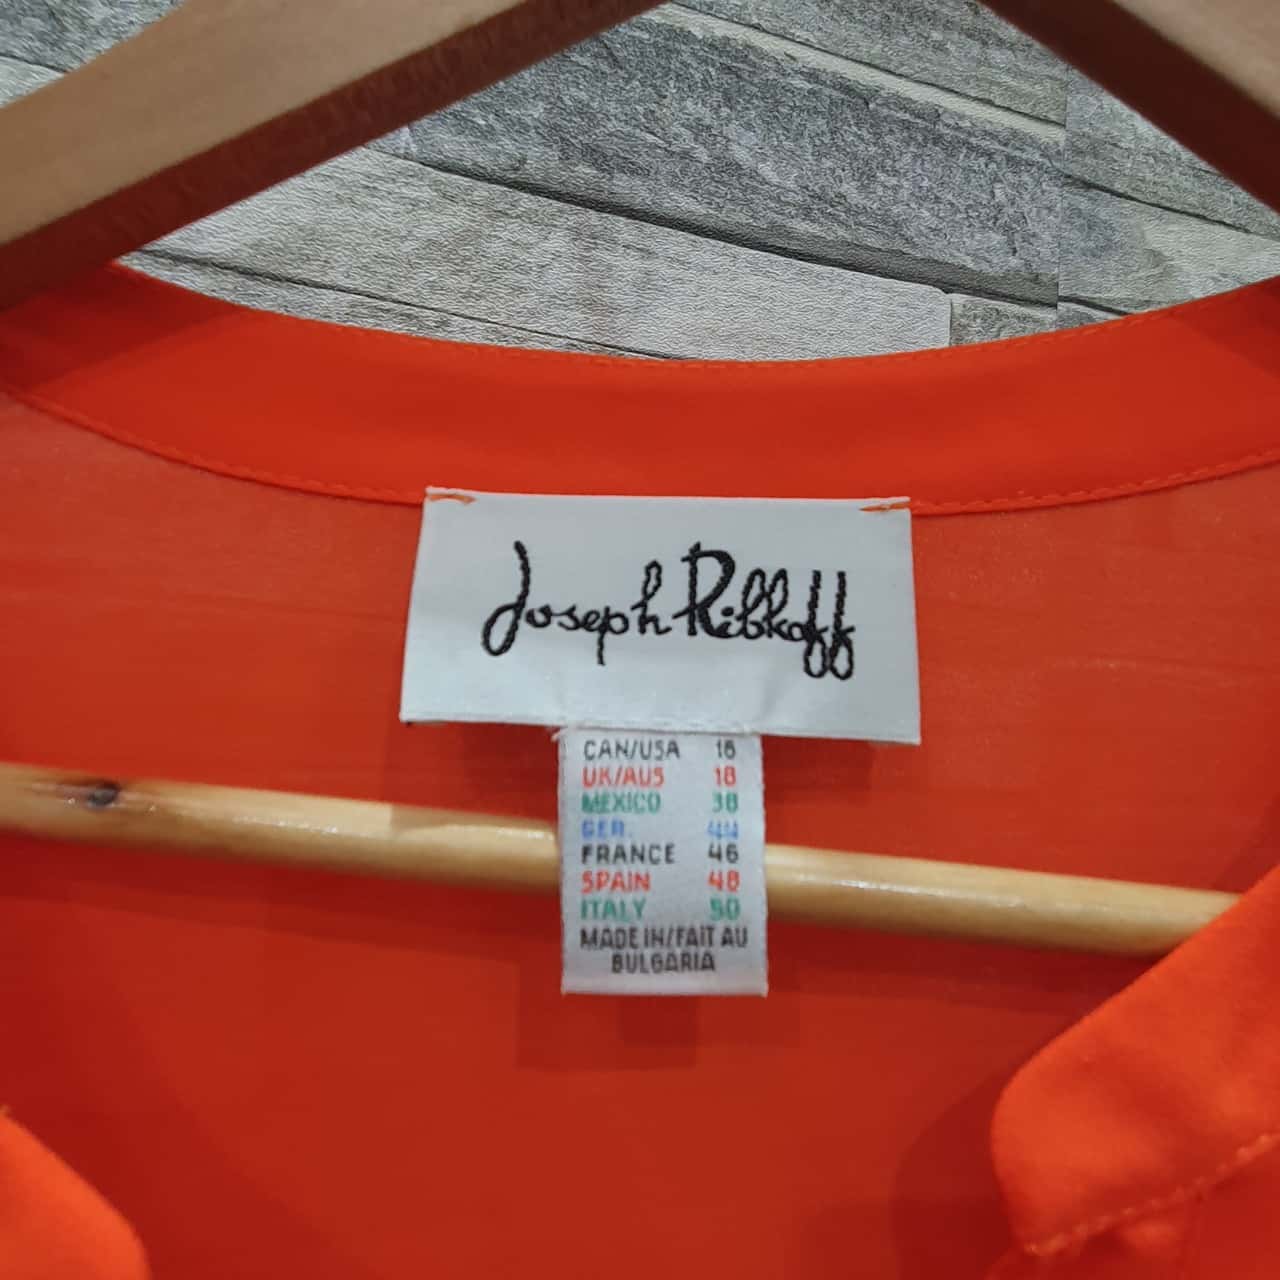 Joseph Ribkoff
CAN/USA 16
UK/AUS 18
MEXICO 38
GER. 44
FRANCE 46
SPAIN 48
ITALY 50
MADE IN/FAIT AU
BULGARIA